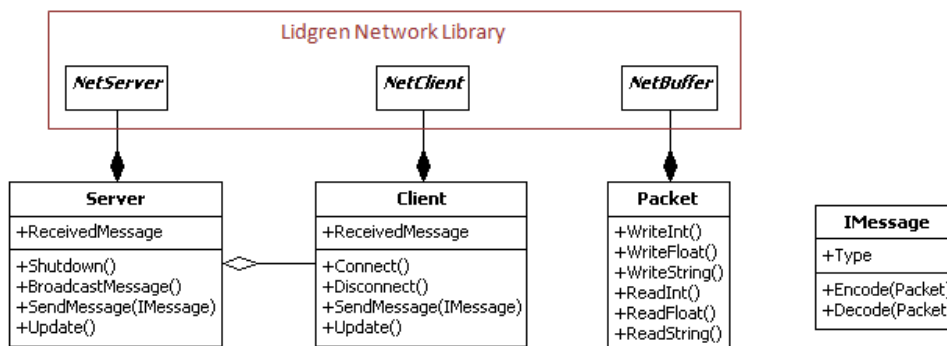 Lidgren Network Library
NetServer
NetClient
NetBuffer
Server
+ReceivedMessage
+Shutdown()
+BroadcastMessage()
+SendMessage(IMessage)
+Update()
Client
+ReceivedMessage
+Connect()
+Disconnect()
+SendMessage(IMessage)
+Update()
Packet
+WriteInt()
+WriteFloat()
+WriteString()
+ReadInt()
+ReadFloat()
+ReadString()
IMessage
+Type
+Encode(Packet)
+Decode(Packet